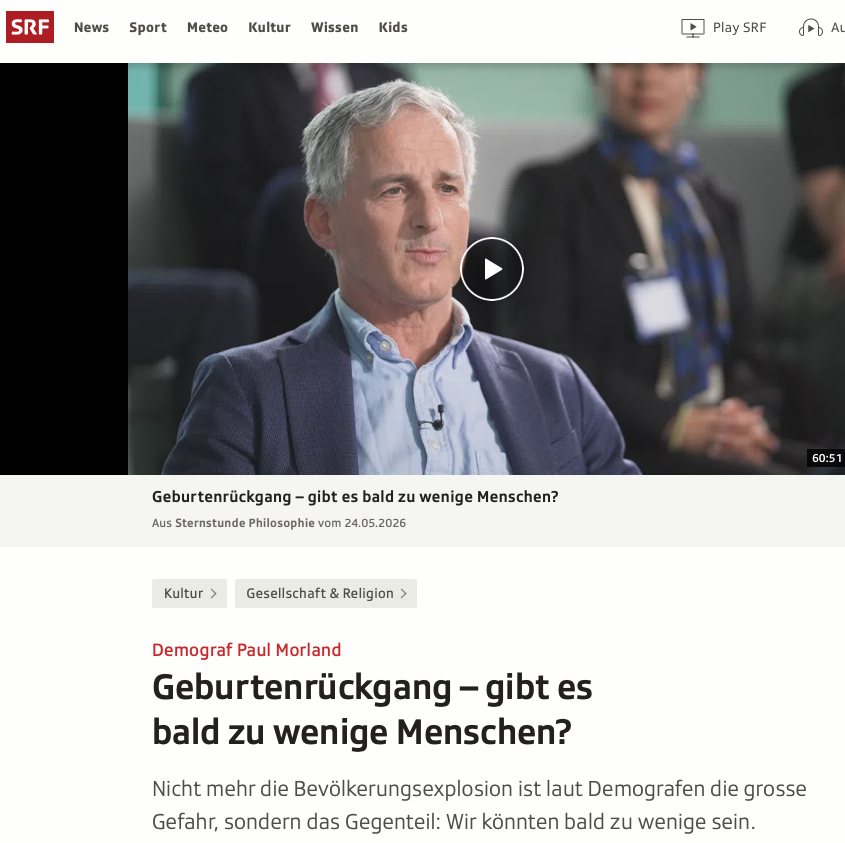 SRF News Sport Meteo Kultur Wissen Kids Play SRF Au
60:51
Geburtenrückgang – gibt es bald zu wenige Menschen?
Aus Sternstunde Philosophie vom 24.05.2026
Kultur Gesellschaft & Religion
Demograf Paul Morland
Geburtenrückgang – gibt es
bald zu wenige Menschen?
Nicht mehr die Bevölkerungsexplosion ist laut Demografen die grosse
Gefahr, sondern das Gegenteil: Wir könnten bald zu wenige sein.